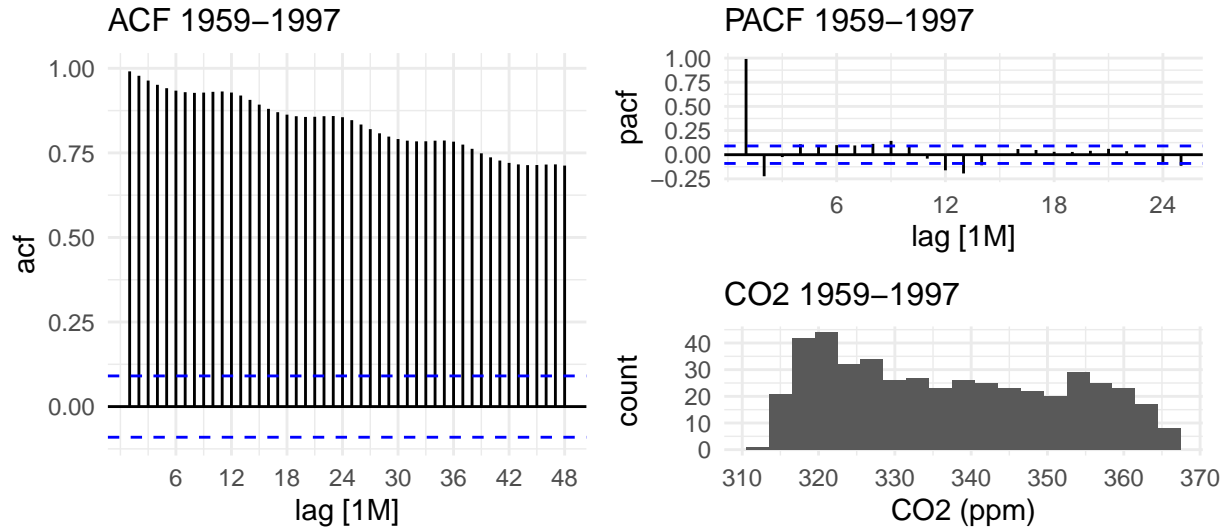 ACF 1959−1997
1.00
0.75
0.50
0.25
0.00
acf
6 12 18 24 30 36 42 48
lag [1M]
PACF 1959−1997
1.00
0.75
0.50
0.25
0.00
−0.25
pacf
6 12 18 24
lag [1M]
CO2 1959−1997
40
30
20
10
0
count
310 320 330 340 350 360 370
CO2 (ppm)